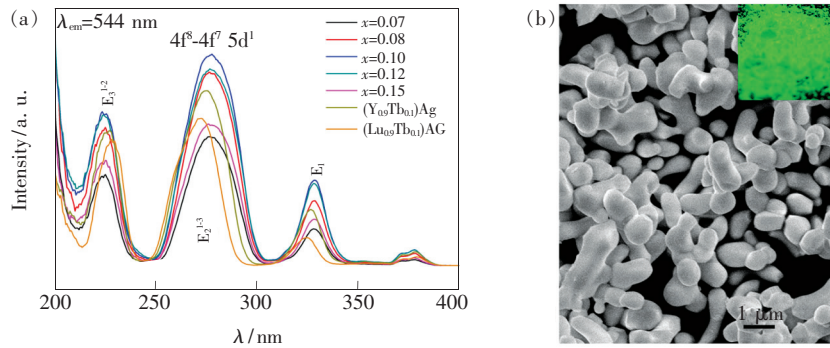 (a)
λem=544 nm
4f⁸-4f⁷ 5d¹
E₃¹⁻²
E₂¹⁻³
E₁
x=0.07
x=0.08
x=0.10
x=0.12
x=0.15
(Y₀.₉Tb₀.₁)Ag
(Lu₀.₉Tb₀.₁)AG
Intensity/a. u.
200 250 300 350 400
λ/nm
(b)
1 μm